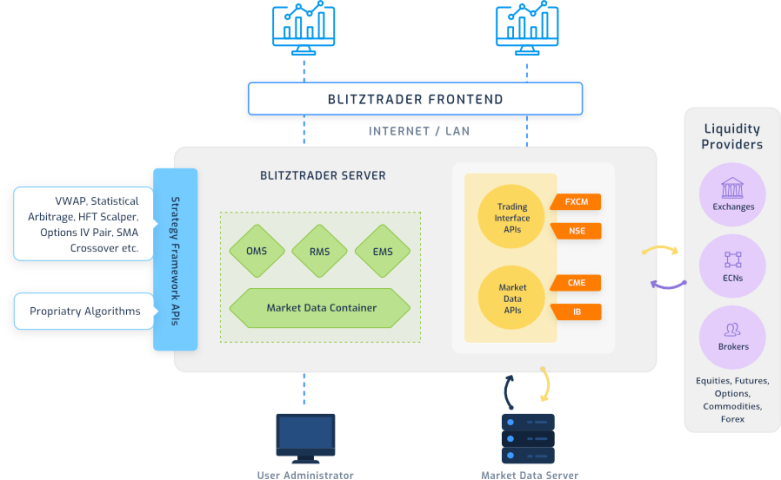 BLITZTRADER FRONTEND
INTERNET / LAN
BLITZTRADER SERVER
Strategy Framework APIs
VWAP, Statistical
Arbitrage, HFT Scalper,
Options IV Pair, SMA
Crossover etc.
Propriatry Algorithms
OMS
RMS
EMS
Market Data Container
Trading
Interface
APIs
FXCM
NSE
Market
Data
APIs
CME
IB
Liquidity
Providers
Exchanges
ECNs
Brokers
Equities, Futures,
Options,
Commodities,
Forex
User Administrator
Market Data Server